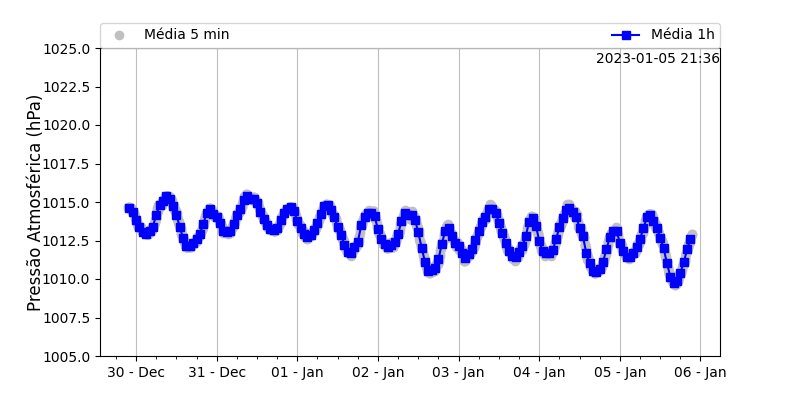 Média 5 min
Média 1h
2023-01-05 21:36
Pressão Atmosférica (hPa)
1025.0
1022.5
1020.0
1017.5
1015.0
1012.5
1010.0
1007.5
1005.0
30 - Dec
31 - Dec
01 - Jan
02 - Jan
03 - Jan
04 - Jan
05 - Jan
06 - Jan